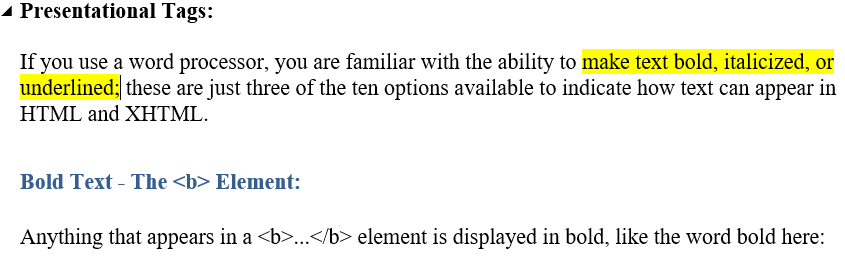 Presentational Tags:
If you use a word processor, you are familiar with the ability to make text bold, italicized, or
underlined; these are just three of the ten options available to indicate how text can appear in
HTML and XHTML.
Bold Text - The <b> Element:
Anything that appears in a <b>...</b> element is displayed in bold, like the word bold here: